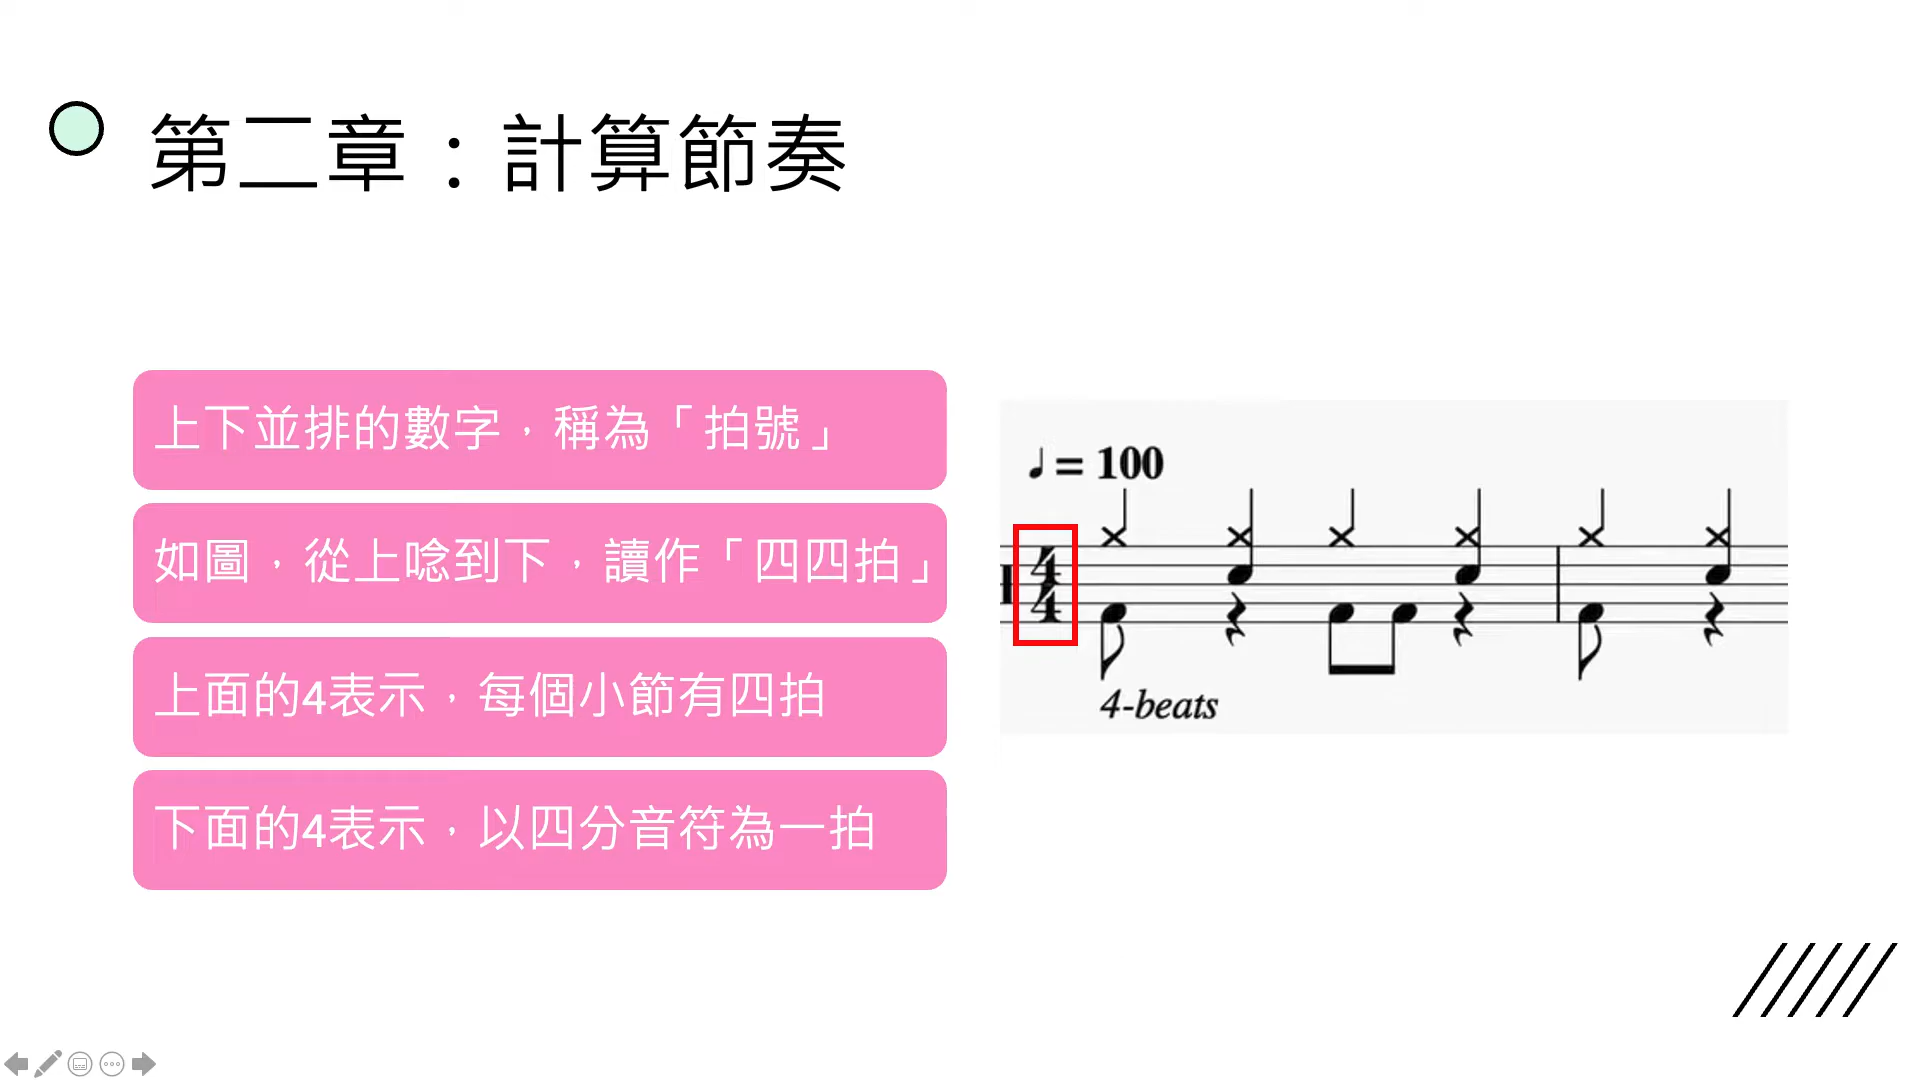 第二章：計算節奏
上下並排的數字，稱為「拍號」
如圖，從上唸到下，讀作「四四拍」
上面的4表示，每個小節有四拍
下面的4表示，以四分音符為一拍
♩= 100
4
4
4-beats